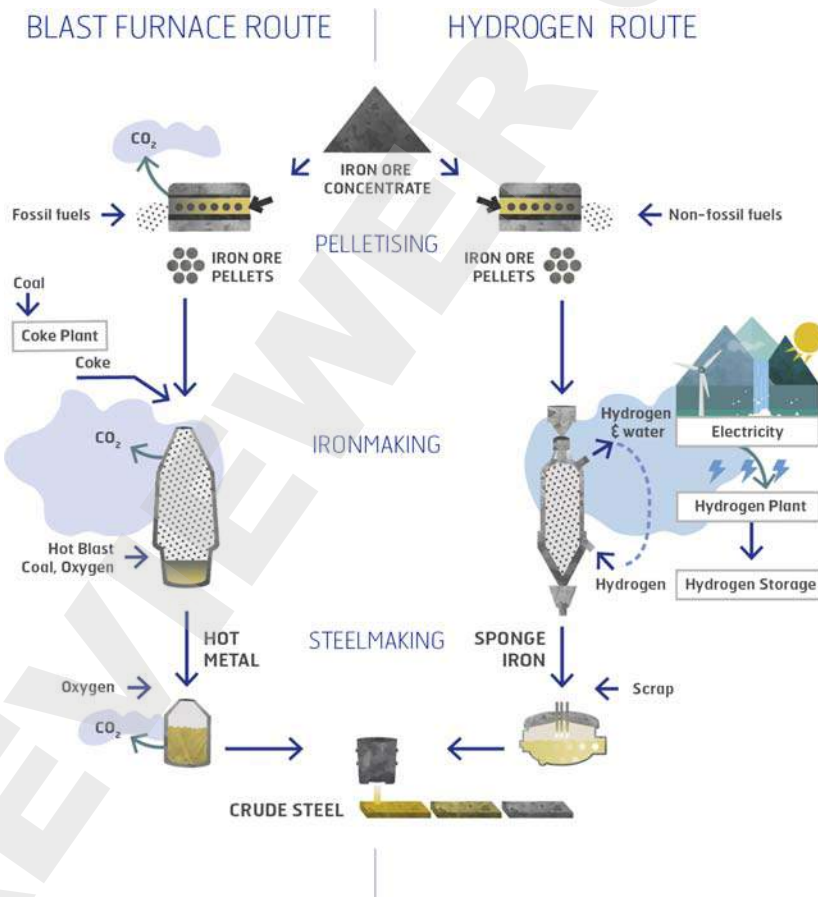 BLAST FURNACE ROUTE
HYDROGEN ROUTE
CO2
IRON ORE
CONCENTRATE
Fossil fuels
Non-fossil fuels
PELLETISING
IRON ORE
PELLETS
IRON ORE
PELLETS
Coal
Coke Plant
Coke
CO2
IRONMAKING
Hydrogen
& water
Electricity
Hydrogen Plant
Hot Blast
Coal, Oxygen
Hydrogen
Hydrogen Storage
HOT
METAL
STEELMAKING
SPONGE
IRON
Oxygen
Scrap
CO2
CRUDE STEEL